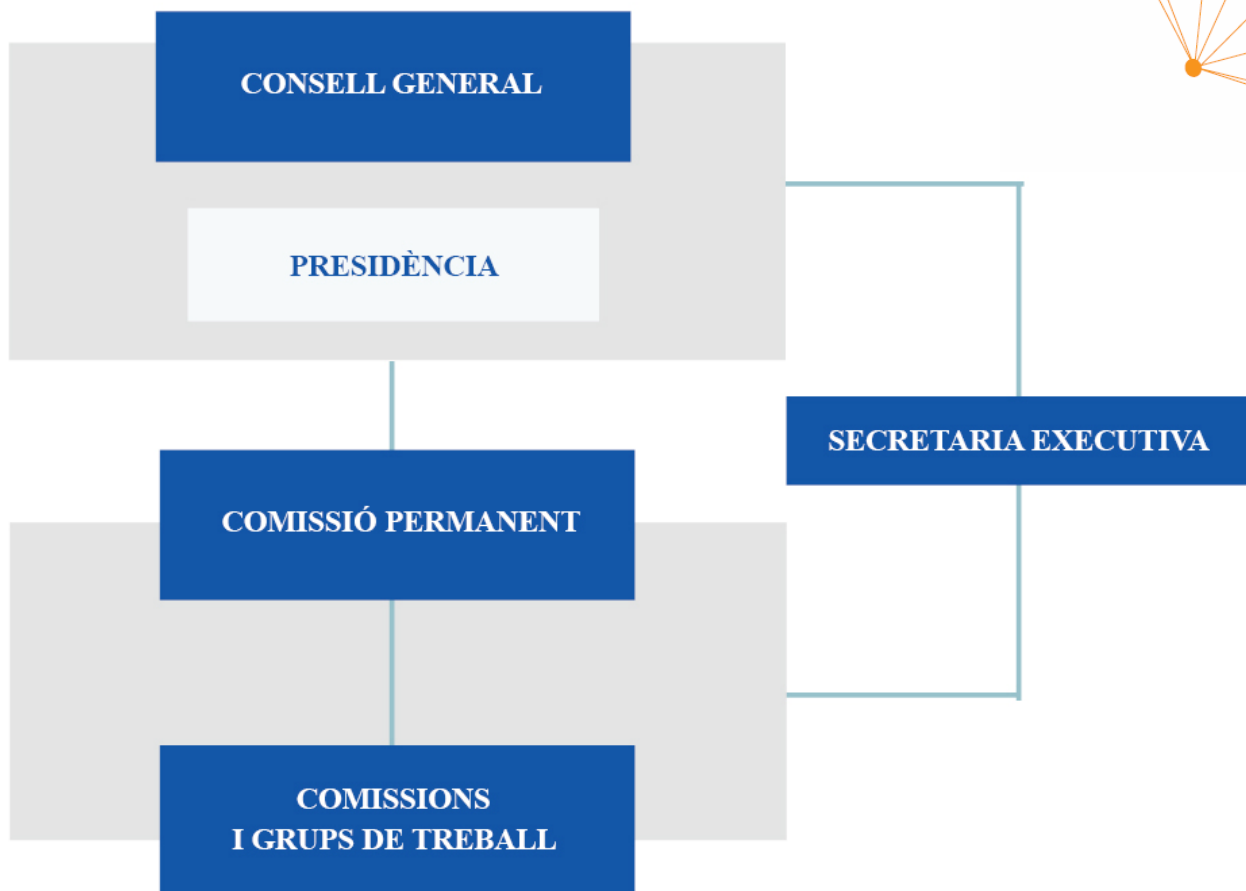 CONSELL GENERAL
PRESIDÈNCIA
SECRETARIA EXECUTIVA
COMISSIÓ PERMANENT
COMISSIONS
I GRUPS DE TREBALL